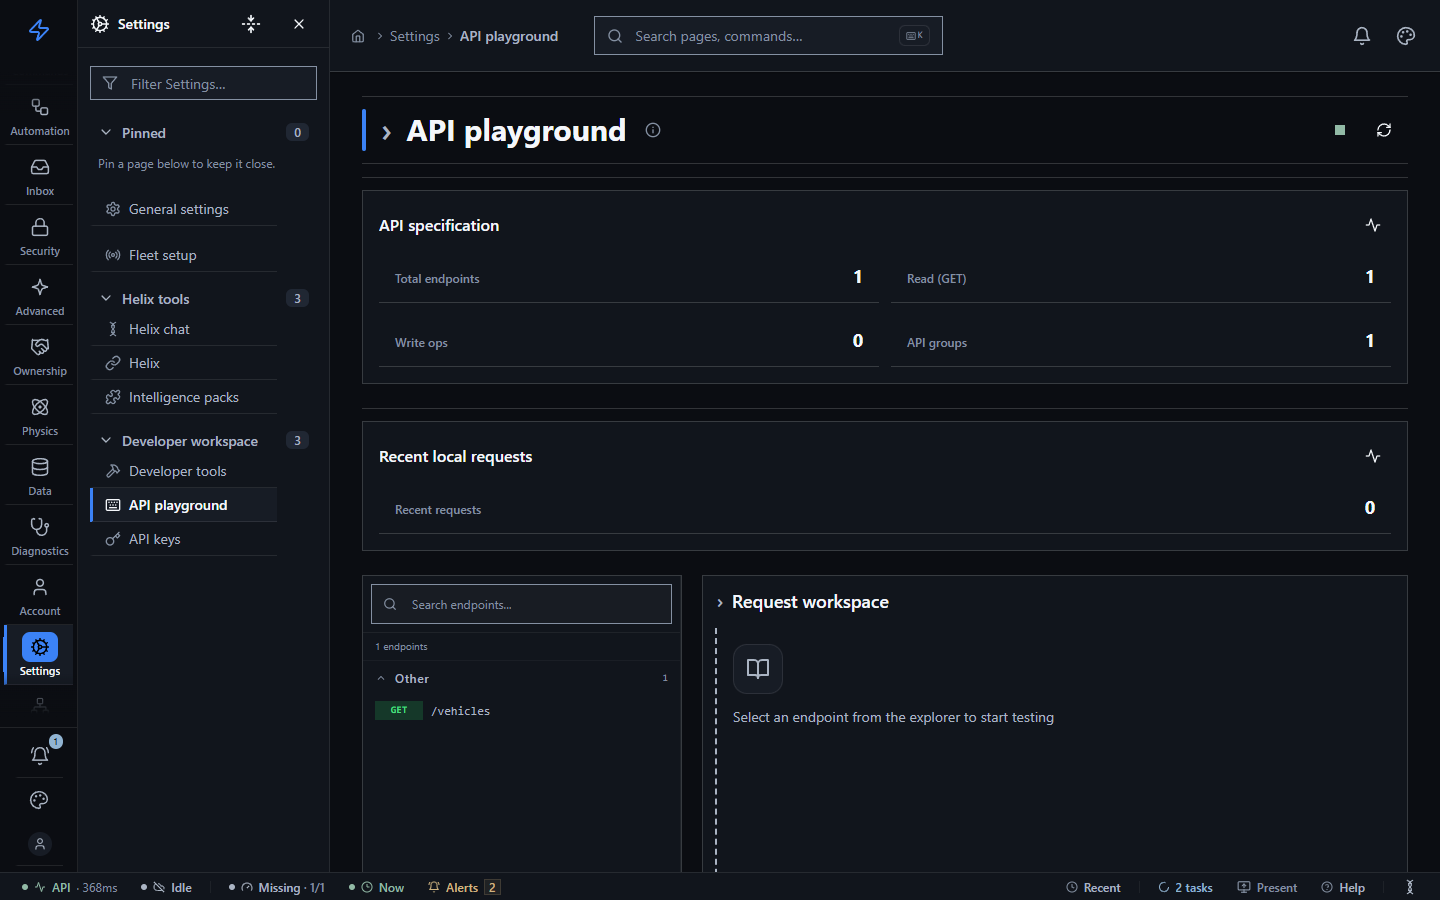 Settings
Filter Settings...
Pinned
0
Pin a page below to keep it close.
General settings
Fleet setup
Helix tools
3
Helix chat
Helix
Intelligence packs
Developer workspace
3
Developer tools
API playground
API keys
Automation
Inbox
Security
Advanced
Ownership
Physics
Data
Diagnostics
Account
Settings
1
Settings
API playground
Search pages, commands...
K
API playground
API specification
Total endpoints
1
Read (GET)
1
Write ops
0
API groups
1
Recent local requests
Recent requests
0
Search endpoints...
1 endpoints
Other
1
GET
/vehicles
Request workspace
Select an endpoint from the explorer to start testing
API · 368ms
Idle
Missing · 1/1
Now
Alerts 2
Recent
2 tasks
Present
Help